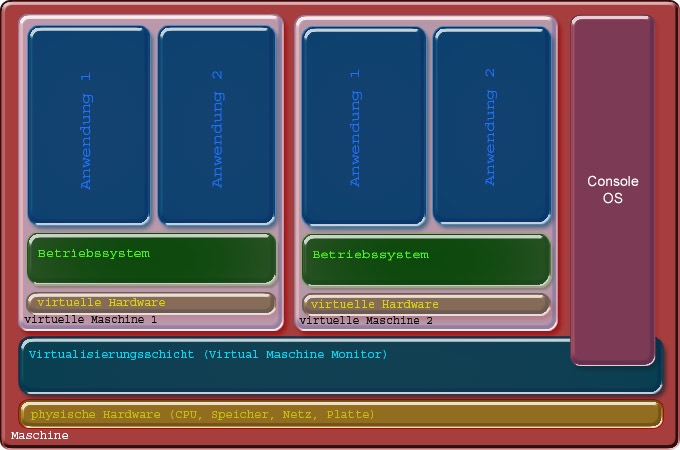 Anwendung 1
Anwendung 2
Betriebssystem
virtuelle Hardware
virtuelle Maschine 1
Anwendung 1
Anwendung 2
Betriebssystem
virtuelle Hardware
virtuelle Maschine 2
Console
OS
Virtualisierungsschicht (Virtual Maschine Monitor)
physische Hardware (CPU, Speicher, Netz, Platte)
Maschine